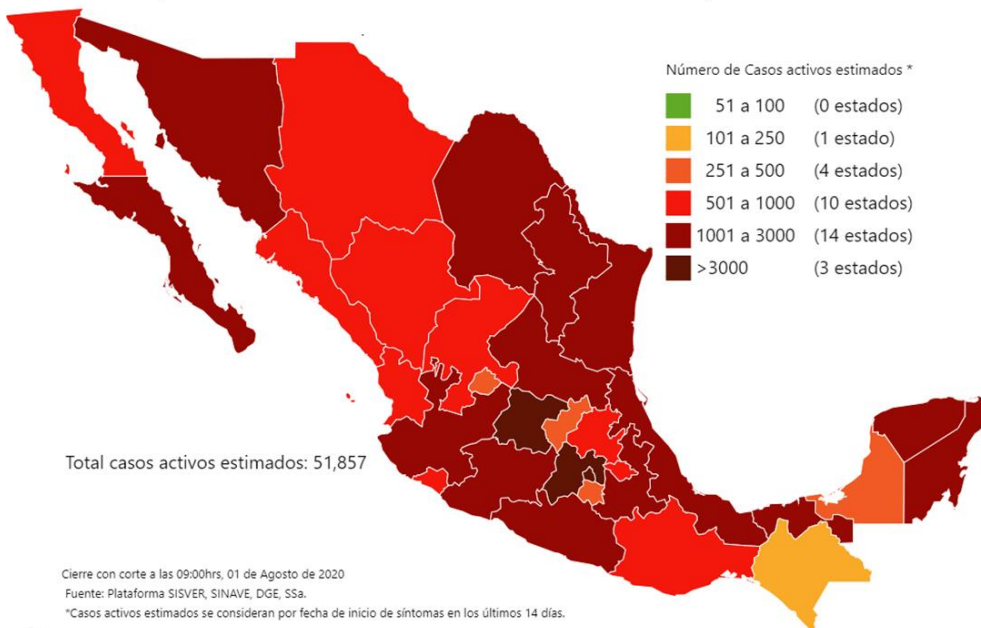 Número de Casos activos estimados *
51 a 100 (0 estados)
101 a 250 (1 estado)
251 a 500 (4 estados)
501 a 1000 (10 estados)
1001 a 3000 (14 estados)
>3000 (3 estados)
Total casos activos estimados: 51,857
Cierre con corte a las 09:00hrs, 01 de Agosto de 2020
Fuente: Plataforma SISVER, SINAVE, DGE, SSa.
*Casos activos estimados se consideran por fecha de inicio de síntomas en los últimos 14 días.